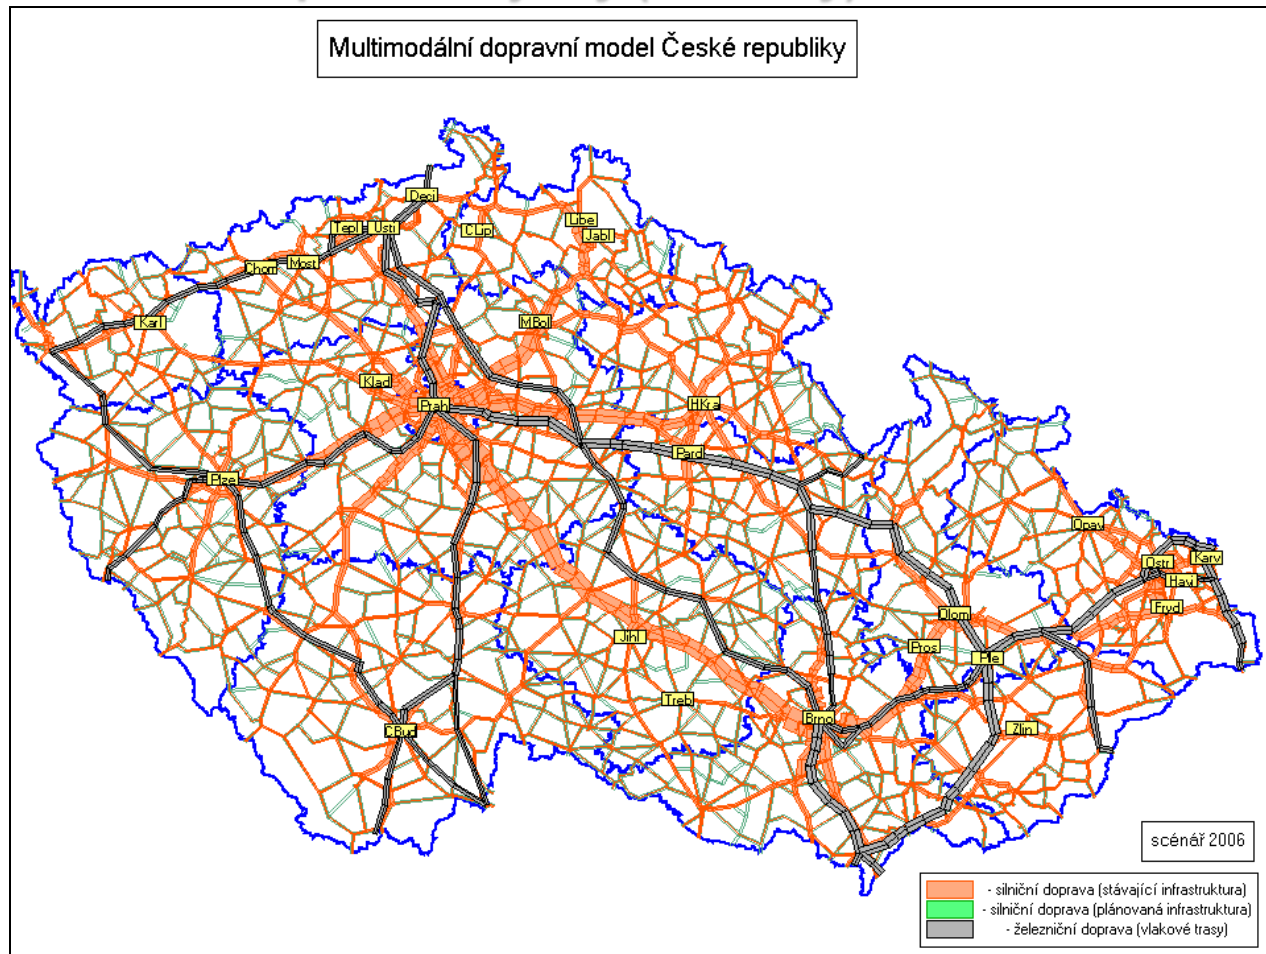 Multimodální dopravní model České republiky
Deci
Tepl
Usti
CLip
Libe
Jabl
Chom
Most
Karl
MBol
Klad
Prah
HKra
Pard
Plze
Opav
Ostr
Karv
Havi
Fryd
Olom
Jihl
Pros
Treb
Brno
Zlin
CBud
scénář 2006
- silniční doprava (stávající infrastruktura)
- silniční doprava (plánovaná infrastruktura)
- železniční doprava (vlakové trasy)